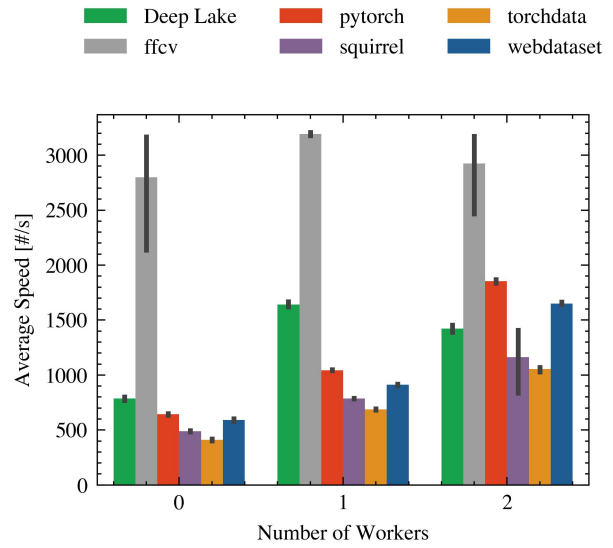 Deep Lake pytorch torchdata
ffcv squirrel webdataset
3000
2500
2000
1500
1000
500
0
Average Speed [#/s]
0 1 2
Number of Workers